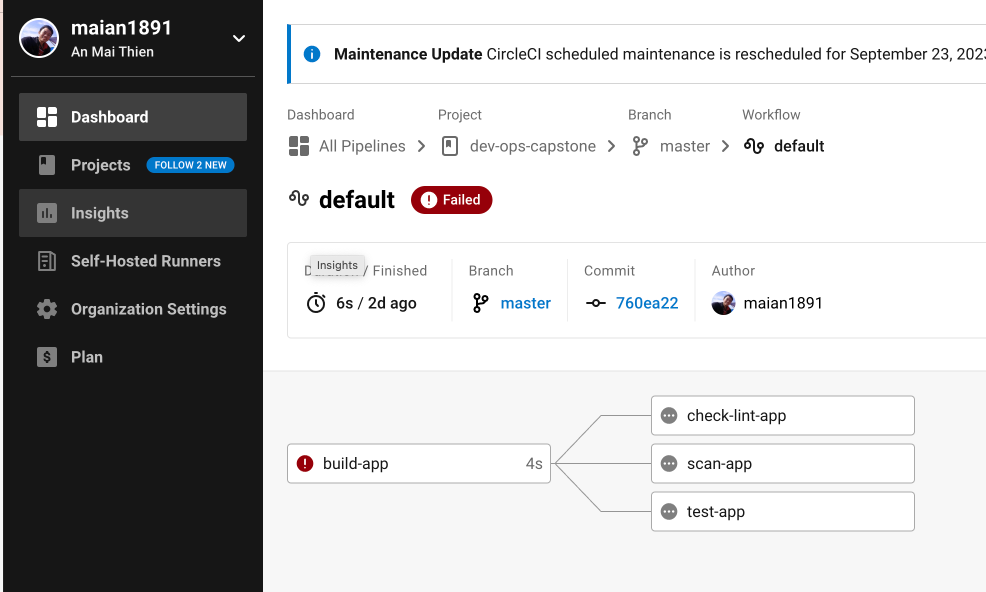 maian1891
An Mai Thien
Dashboard
Projects FOLLOW 2 NEW
Insights
Self-Hosted Runners
Organization Settings
Plan
Maintenance Update CircleCI scheduled maintenance is rescheduled for September 23, 2023
Dashboard Project Branch Workflow
All Pipelines dev-ops-capstone master default
default Failed
Insights
/ Finished Branch Commit Author
6s / 2d ago master 760ea22 maian1891
check-lint-app
build-app 4s scan-app
test-app